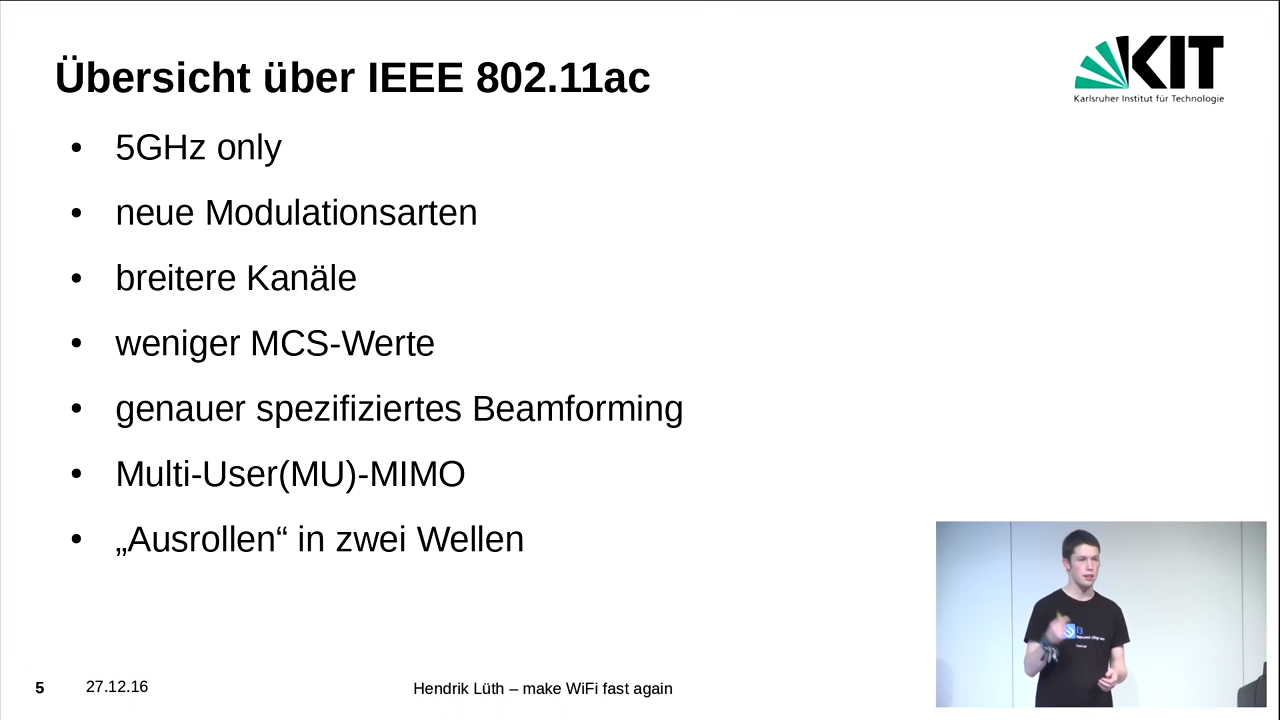 Übersicht über IEEE 802.11ac
KIT
Karlsruher Institut für Technologie
• 5GHz only
• neue Modulationsarten
• breitere Kanäle
• weniger MCS-Werte
• genauer spezifiziertes Beamforming
• Multi-User(MU)-MIMO
• „Ausrollen“ in zwei Wellen
i3
5
27.12.16
Hendrik Lüth – make WiFi fast again